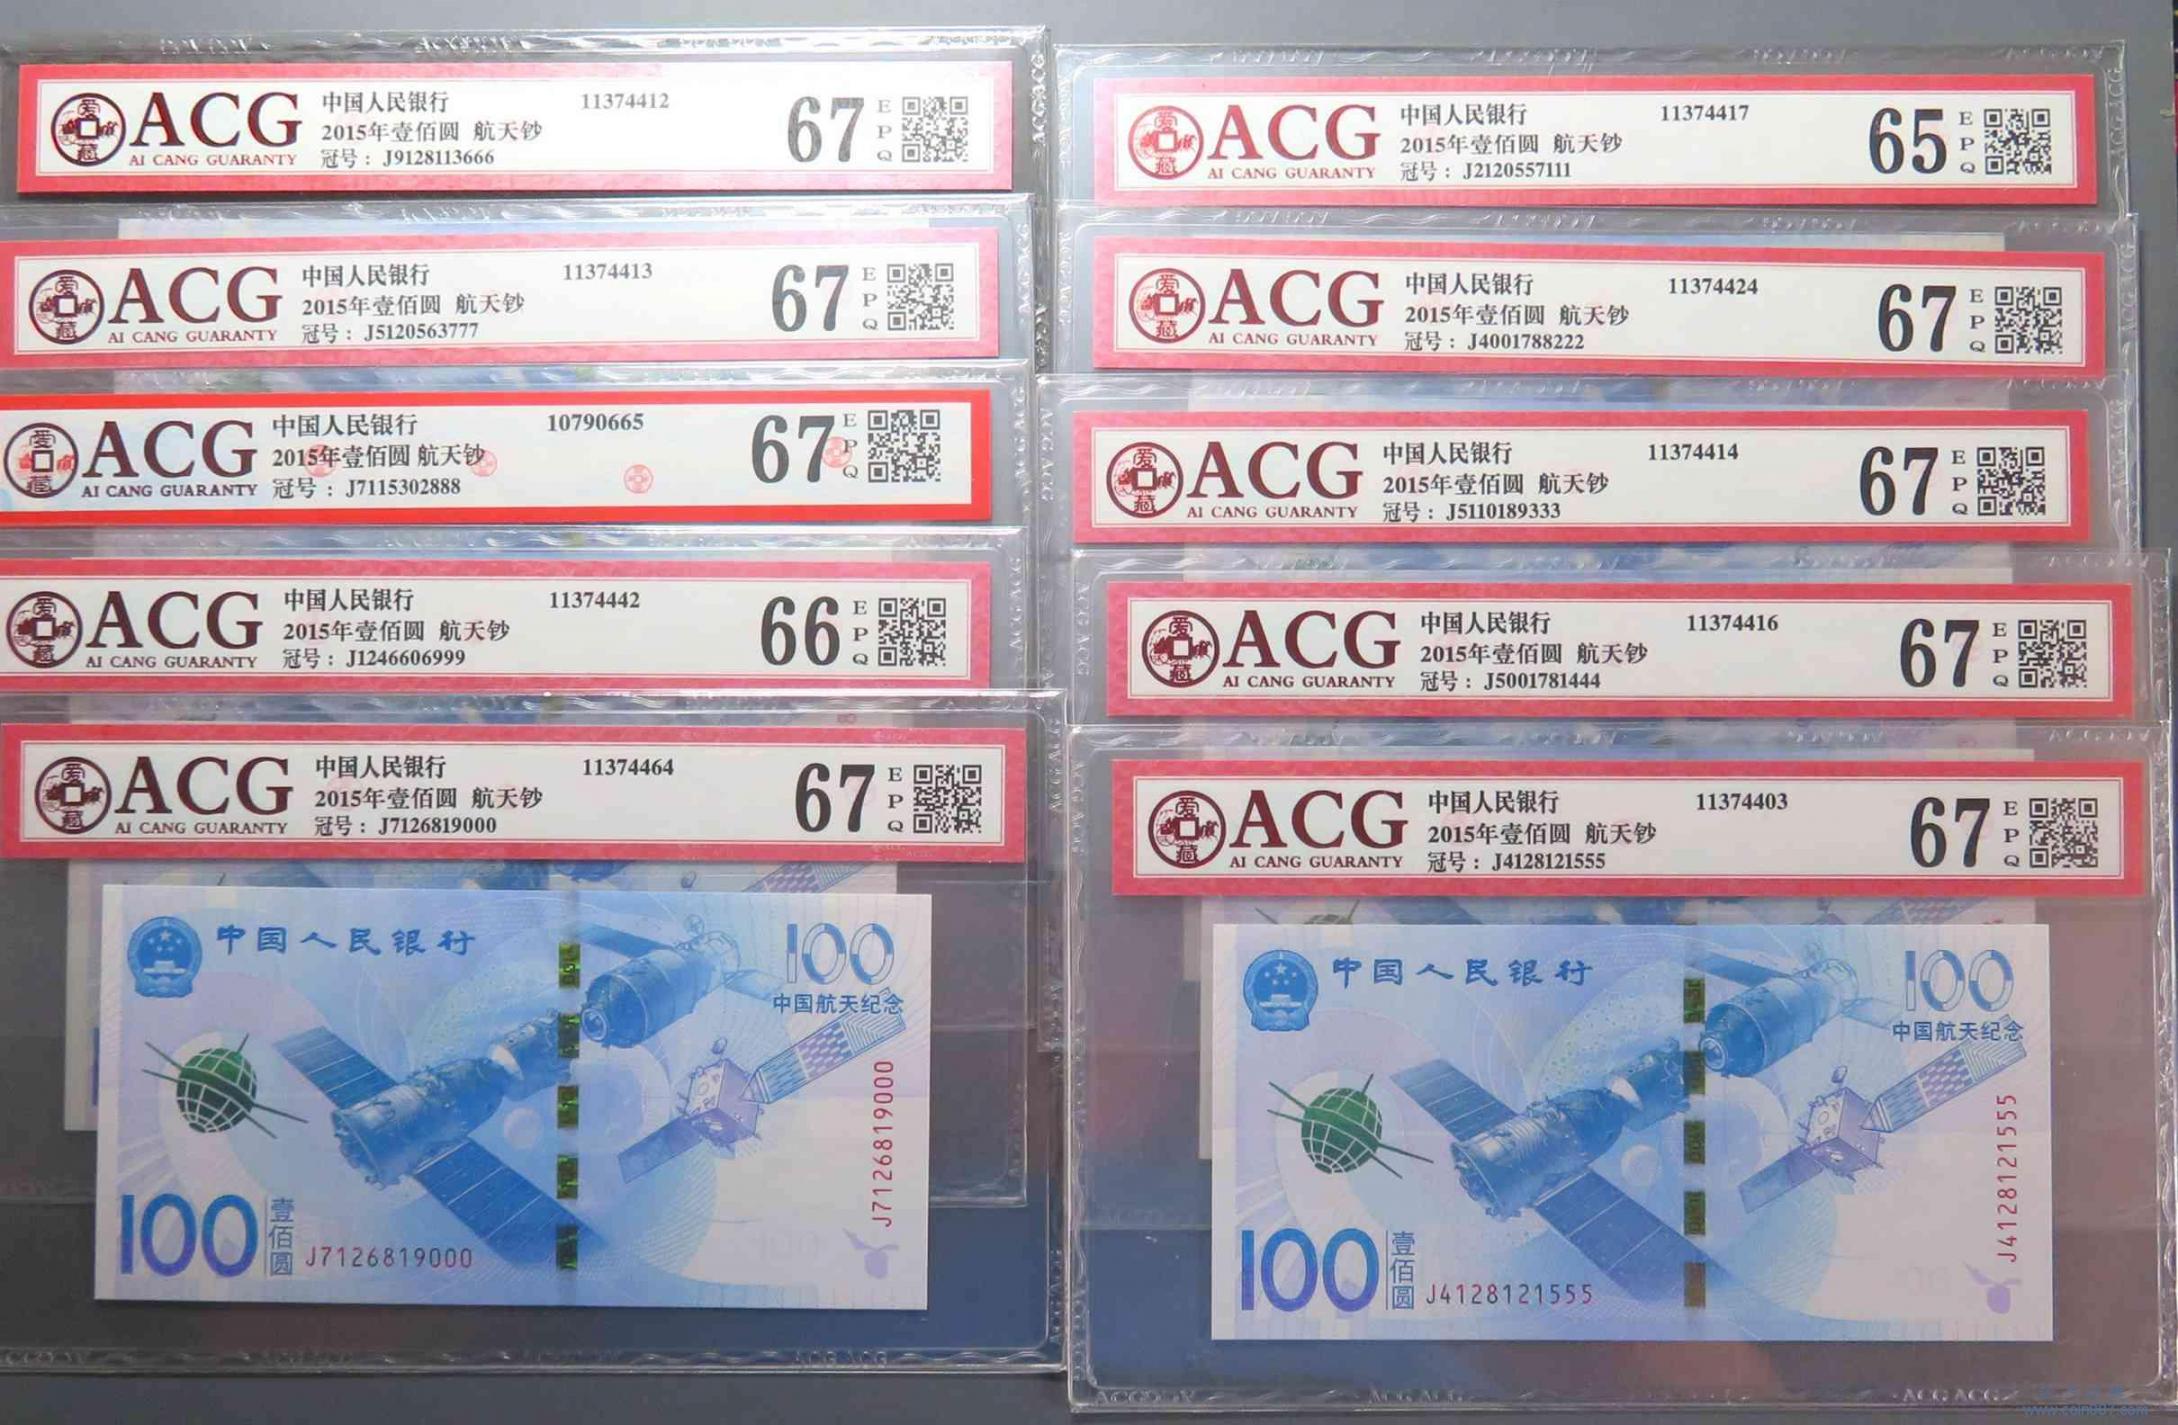 ACG
AI CANG GUARANTY
中国人民银行 11374412
2015年壹佰圆 航天钞
冠号：J9128113666
67 EPQ
ACG
AI CANG GUARANTY
中国人民银行 11374413
2015年壹佰圆 航天钞
冠号：J5120563777
67 EPQ
ACG
AI CANG GUARANTY
中国人民银行 10790665
2015年壹佰圆 航天钞
冠号：J7115302888
67 EPQ
ACG
AI CANG GUARANTY
中国人民银行 11374442
2015年壹佰圆 航天钞
冠号：J1246606999
66 EPQ
ACG
AI CANG GUARANTY
中国人民银行 11374464
2015年壹佰圆 航天钞
冠号：J7126819000
67 EPQ
中国人民银行
100
中国航天纪念
J7126819000
100
壹佰圆
J7126819000
ACG
AI CANG GUARANTY
中国人民银行 11374417
2015年壹佰圆 航天钞
冠号：J2120557111
65 EPQ
ACG
AI CANG GUARANTY
中国人民银行 11374424
2015年壹佰圆 航天钞
冠号：J4001788222
67 EPQ
ACG
AI CANG GUARANTY
中国人民银行 11374414
2015年壹佰圆 航天钞
冠号：J5110189333
67 EPQ
ACG
AI CANG GUARANTY
中国人民银行 11374416
2015年壹佰圆 航天钞
冠号：J5001781444
67 EPQ
ACG
AI CANG GUARANTY
中国人民银行 11374403
2015年壹佰圆 航天钞
冠号：J4128121555
67 EPQ
中国人民银行
100
中国航天纪念
J4128121555
100
壹佰圆
J4128121555